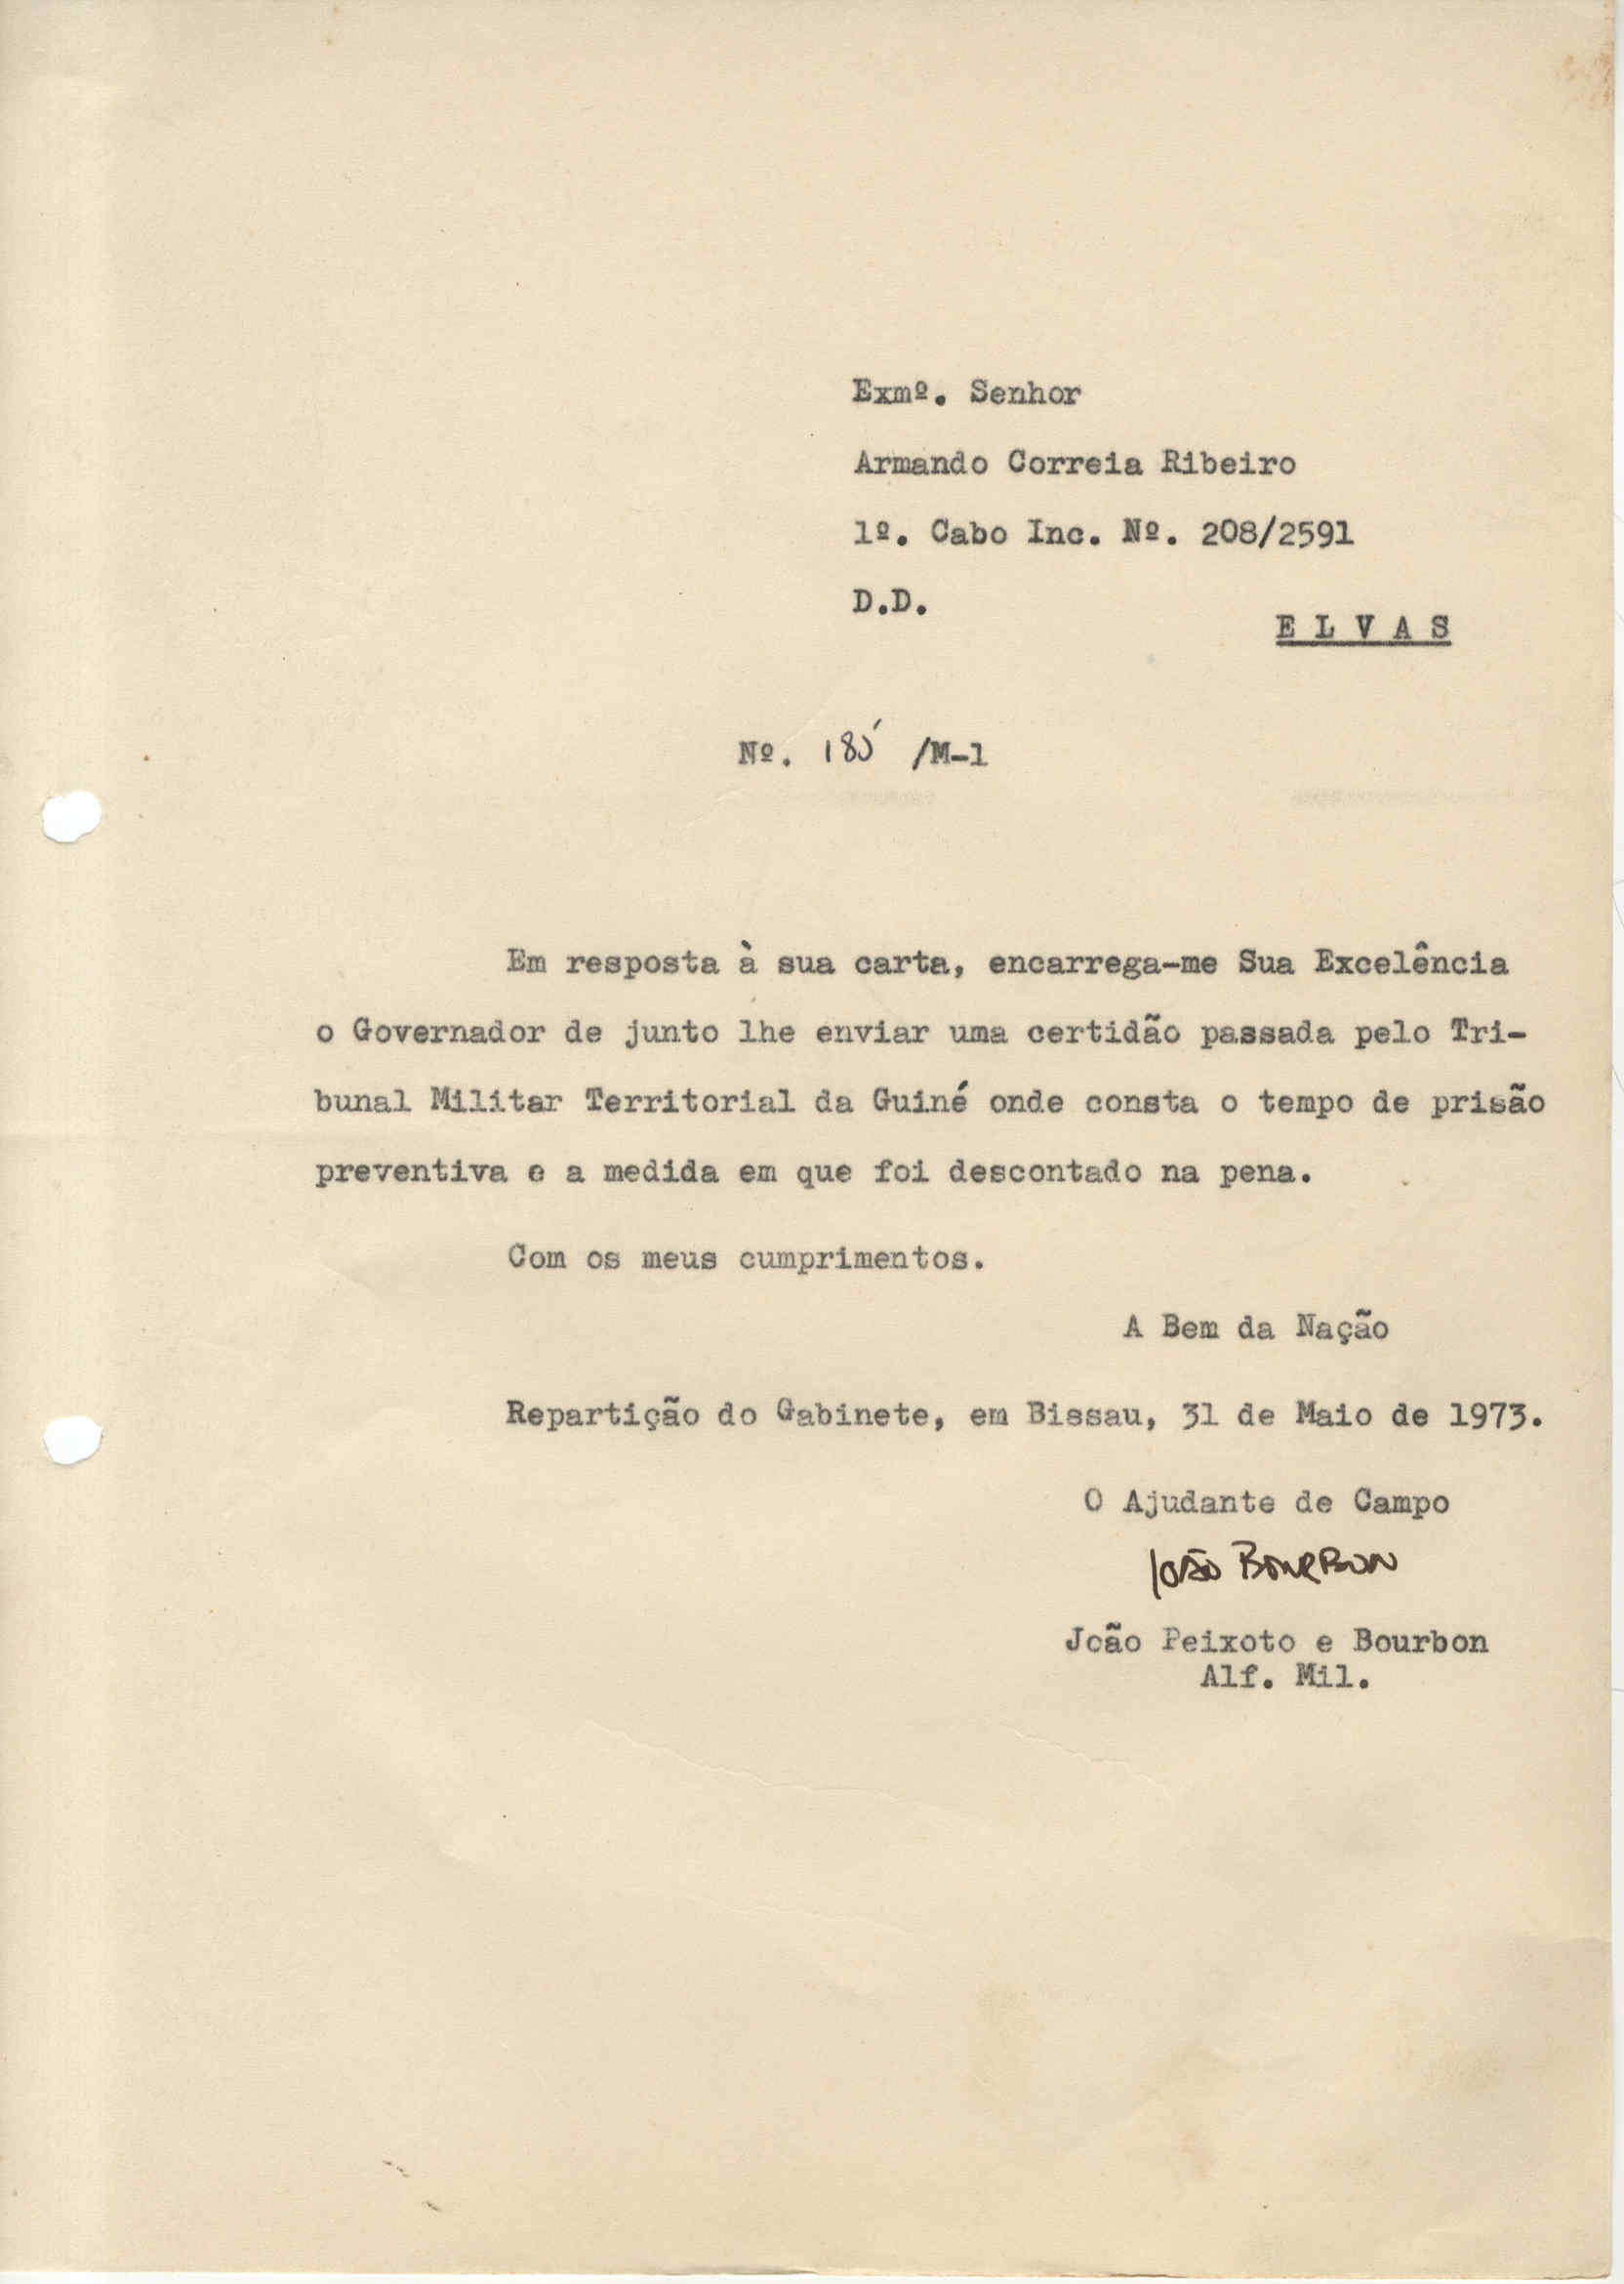 Exmº. Senhor
Armando Correia Ribeiro
1º. Cabo Inc. Nº. 208/2591
D.D.
E L V A S
Nº. 185 /M-1
Em resposta à sua carta, encarrega-me Sua Excelência
o Governador de junto lhe enviar uma certidão passada pelo Tri-
bunal Militar Territorial da Guiné onde consta o tempo de prisão
preventiva e a medida em que foi descontado na pena.
Com os meus cumprimentos.
A Bem da Nação
Repartição do Gabinete, em Bissau, 31 de Maio de 1973.
O Ajudante de Campo
JOÃO BOURBON
João Peixoto e Bourbon
Alf. Mil.